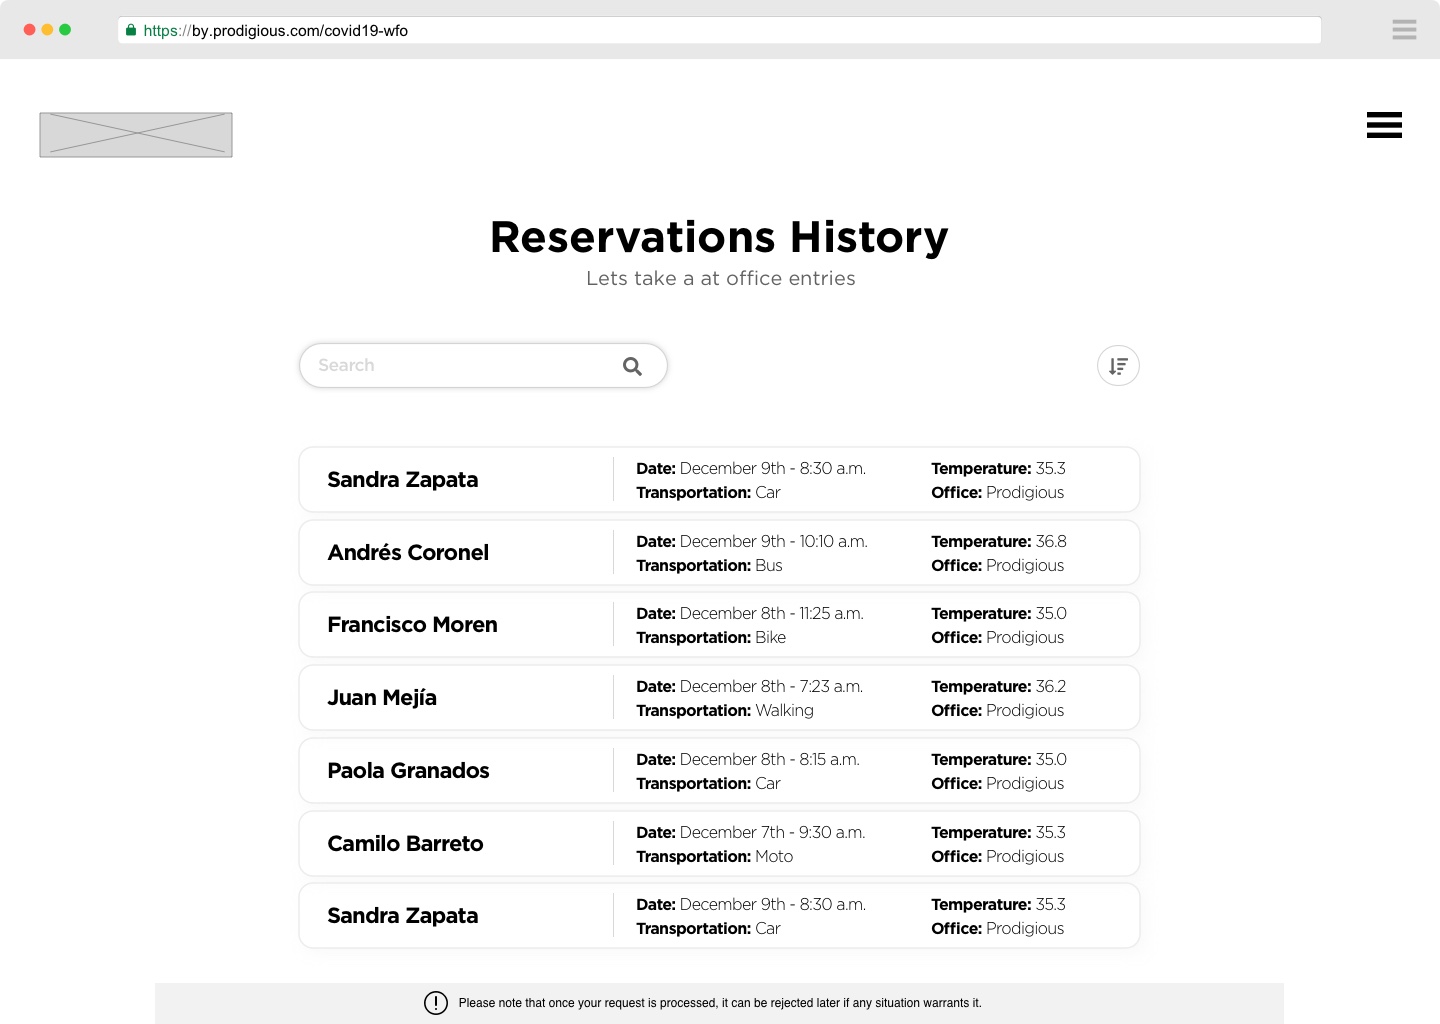 https://by.prodigious.com/covid19-wfo
Reservations History
Lets take a at office entries
Search
Sandra Zapata
Date: December 9th - 8:30 a.m.
Transportation: Car
Temperature: 35.3
Office: Prodigious
Andrés Coronel
Date: December 9th - 10:10 a.m.
Transportation: Bus
Temperature: 36.8
Office: Prodigious
Francisco Moren
Date: December 8th - 11:25 a.m.
Transportation: Bike
Temperature: 35.0
Office: Prodigious
Juan Mejía
Date: December 8th - 7:23 a.m.
Transportation: Walking
Temperature: 36.2
Office: Prodigious
Paola Granados
Date: December 8th - 8:15 a.m.
Transportation: Car
Temperature: 35.0
Office: Prodigious
Camilo Barreto
Date: December 7th - 9:30 a.m.
Transportation: Moto
Temperature: 35.3
Office: Prodigious
Sandra Zapata
Date: December 9th - 8:30 a.m.
Transportation: Car
Temperature: 35.3
Office: Prodigious
Please note that once your request is processed, it can be rejected later if any situation warrants it.